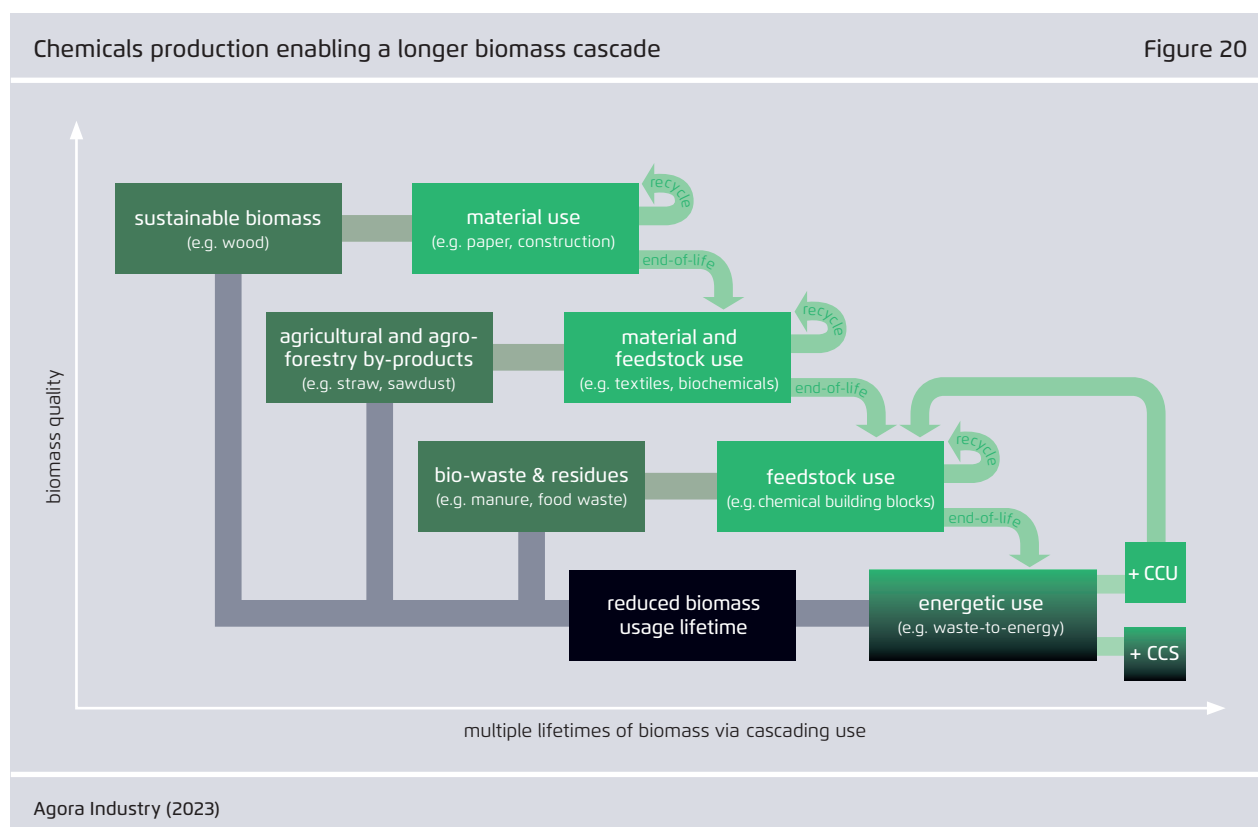 Chemicals production enabling a longer biomass cascade
Figure 20
biomass quality
sustainable biomass
(e.g. wood)
material use
(e.g. paper, construction)
recycle
end-of-life
agricultural and agro-
forestry by-products
(e.g. straw, sawdust)
material and
feedstock use
(e.g. textiles, biochemicals)
recycle
end-of-life
bio-waste & residues
(e.g. manure, food waste)
feedstock use
(e.g. chemical building blocks)
recycle
end-of-life
reduced biomass
usage lifetime
energetic use
(e.g. waste-to-energy)
+ CCU
+ CCS
multiple lifetimes of biomass via cascading use
Agora Industry (2023)